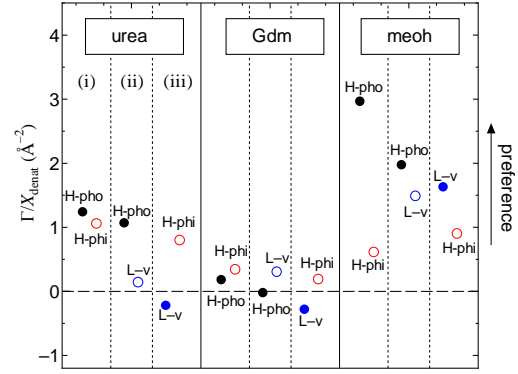 urea
Gdm
meoh
(i)
(ii)
(iii)
H-pho
H-phi
H-pho
L–v
H-phi
L–v
H-phi
H-pho
L–v
H-pho
H-phi
L–v
H-pho
H-phi
H-pho
L–v
L–v
H-phi
4
3
2
1
0
−1
Γ/X_denat (Å⁻²)
preference